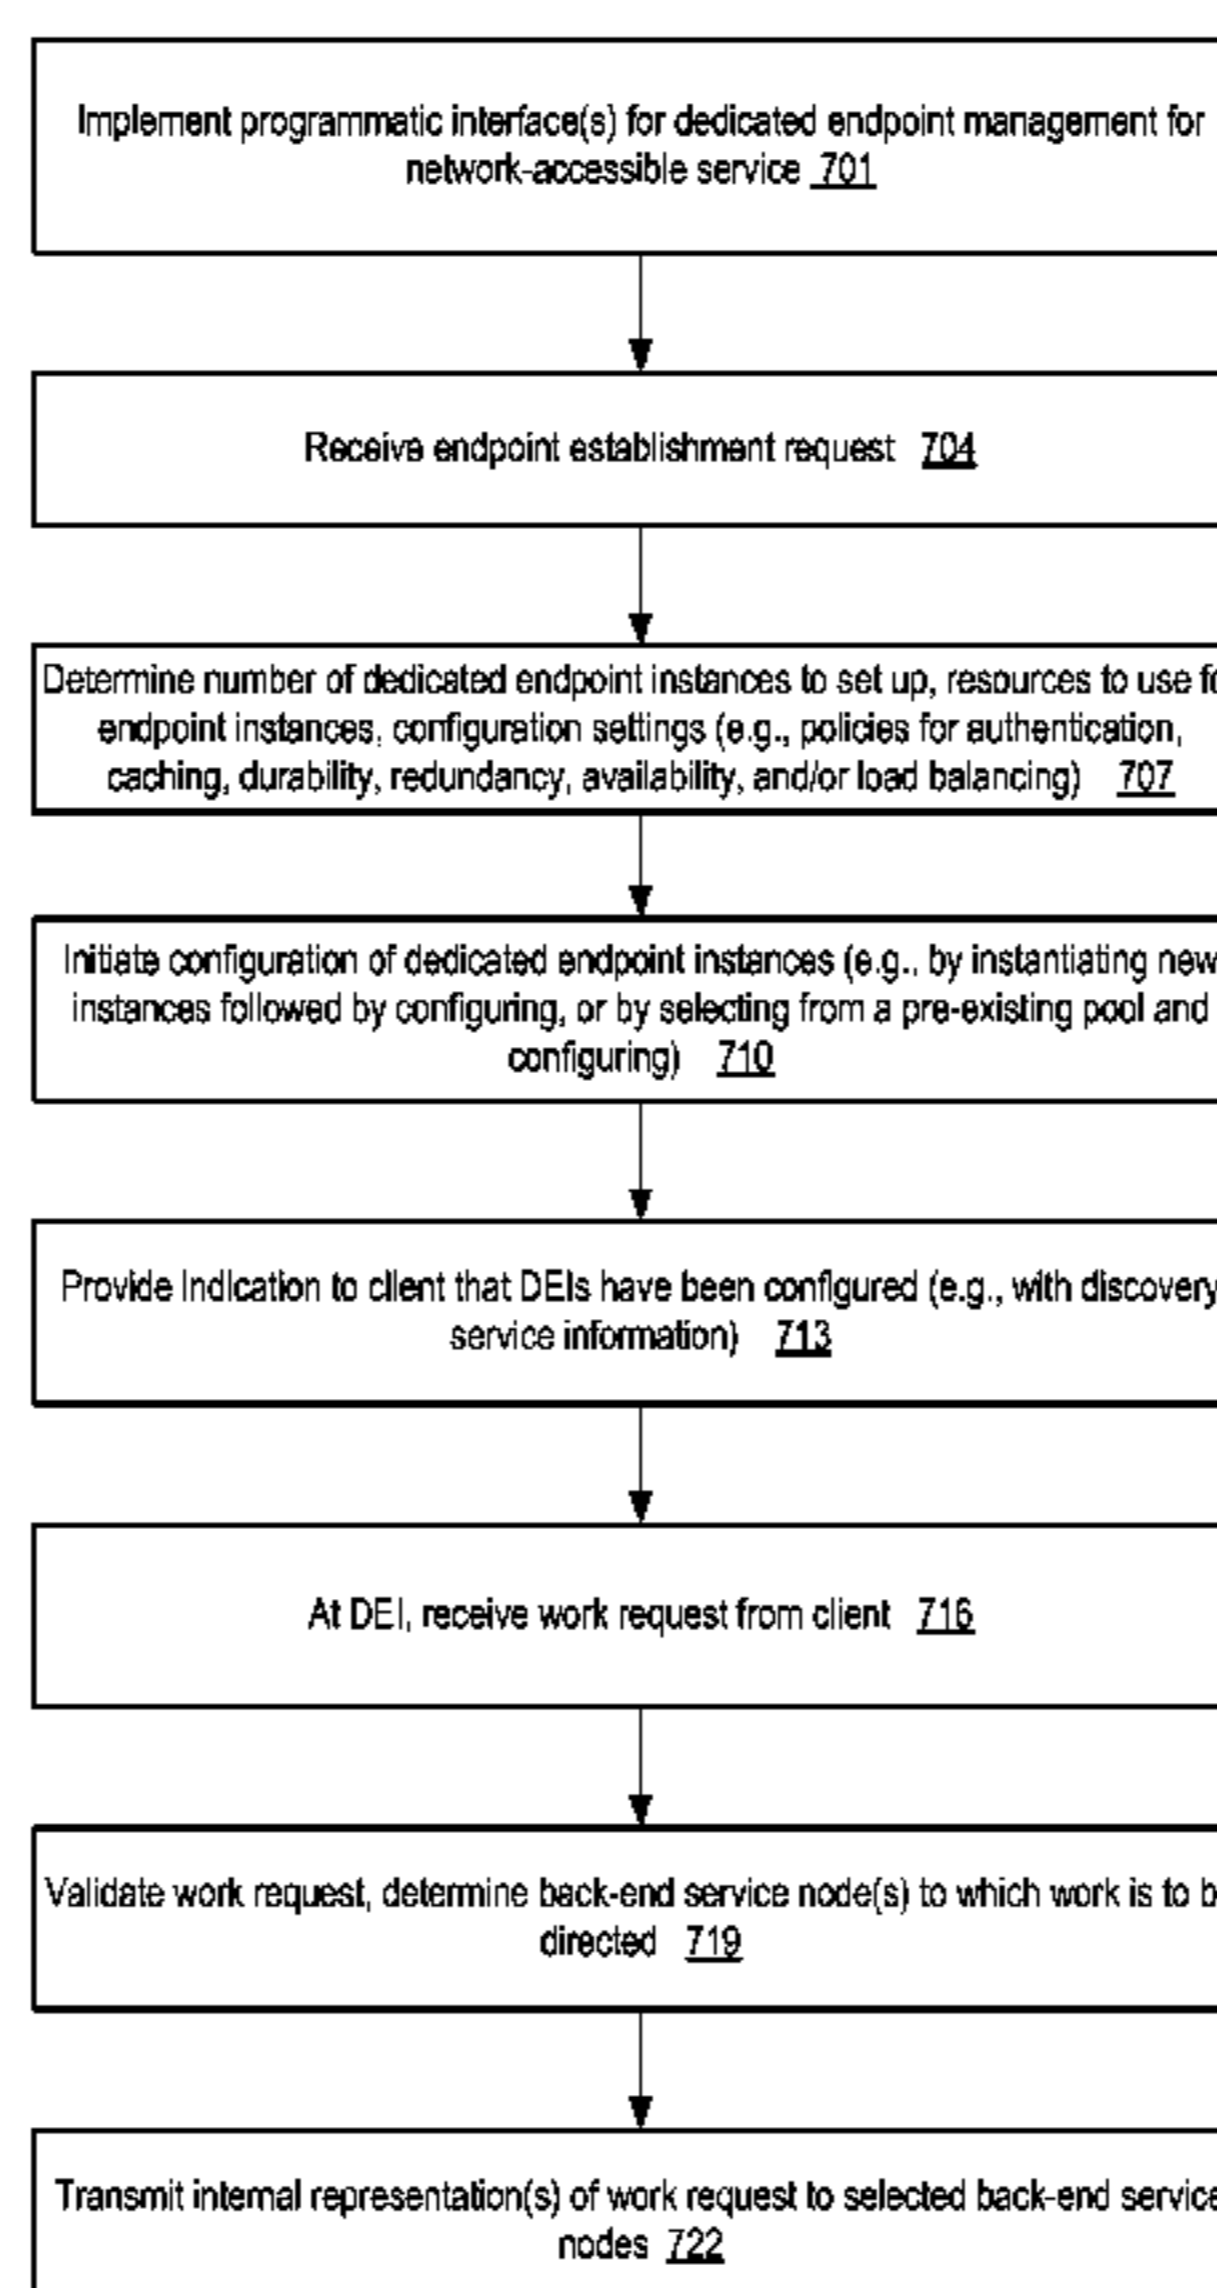 Implement programmatic interface(s) for dedicated endpoint management for
network-accessible service 701
Receive endpoint establishment request 704
Determine number of dedicated endpoint instances to set up, resources to use fo
endpoint instances, configuration settings (e.g., policies for authentication,
caching, durability, redundancy, availability, and/or load balancing) 707
Initiate configuration of dedicated endpoint instances (e.g., by instantiating new
instances followed by configuring, or by selecting from a pre-existing pool and
configuring) 710
Provide indication to client that DEIs have been configured (e.g., with discovery
service information) 713
At DEI, receive work request from client 716
Validate work request, determine back-end service node(s) to which work is to b
directed 719
Transmit internal representation(s) of work request to selected back-end service
nodes 722